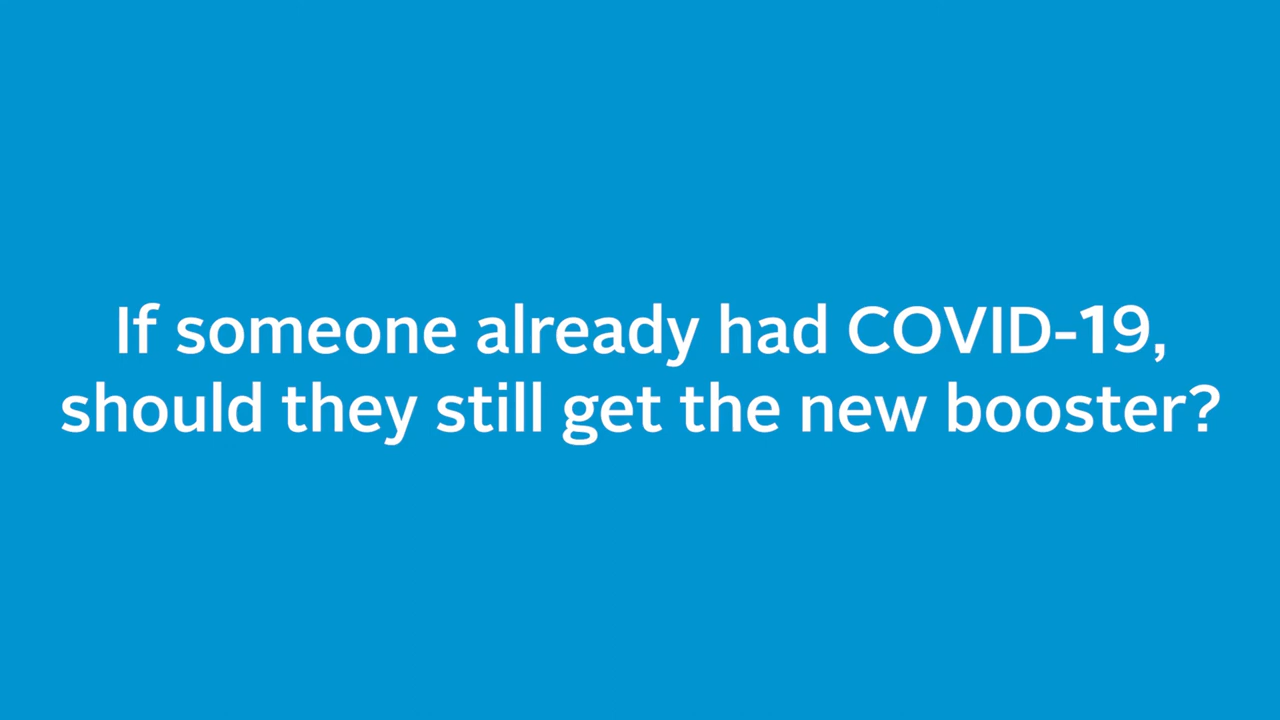 If someone already had COVID-19,
should they still get the new booster?